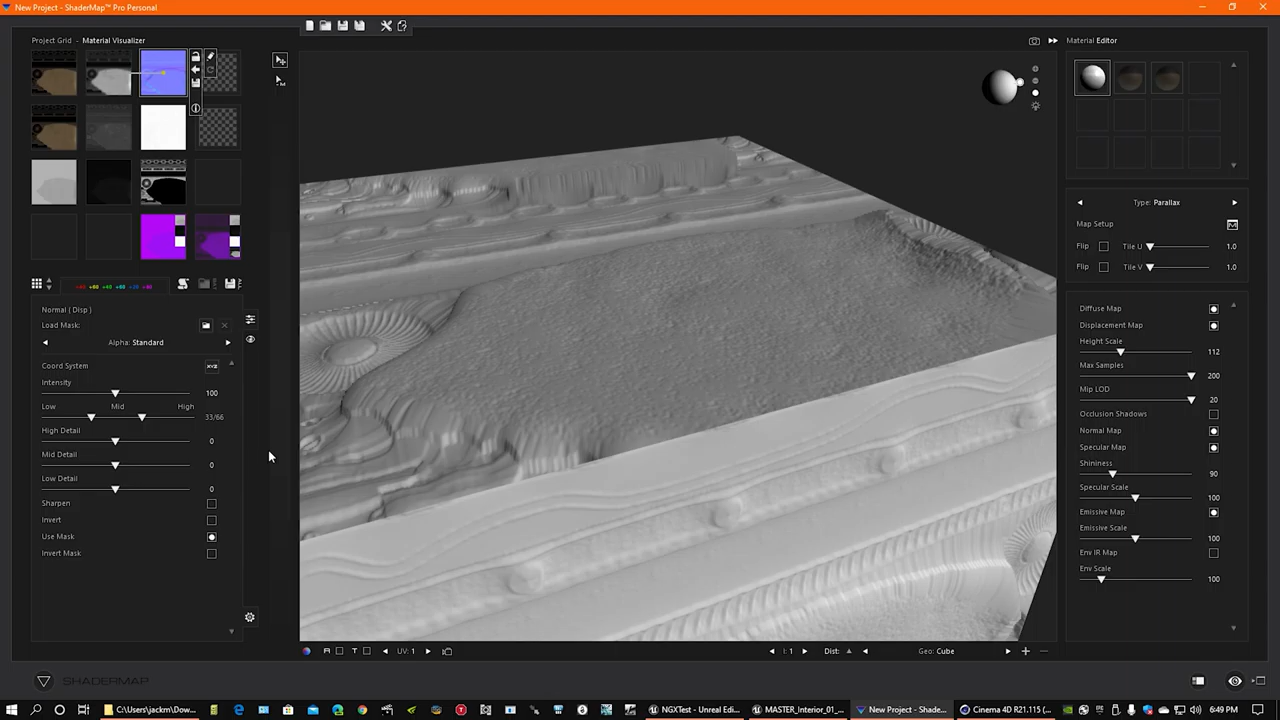 New Project - ShaderMap™ Pro Personal
Project Grid - Material Visualizer
Material Editor
Type: Parallax
Map Setup
Flip Tile U 1.0
Flip Tile V 1.0
Normal ( Disp )
Load Mask:
Alpha: Standard
Coord System XYZ
Intensity
100
Low Mid High
33/66
High Detail
0
Mid Detail
0
Low Detail
0
Sharpen
Invert
Use Mask
Invert Mask
Diffuse Map
Displacement Map
Height Scale
112
Max Samples
200
Mip LOD
20
Occlusion Shadows
Normal Map
Specular Map
Shininess
90
Specular Scale
100
Emissive Map
Emissive Scale
100
Env IR Map
Env Scale
100
R T UV: 1 I: 1 Dist: Geo: Cube
SHADERMAP
C:\Users\jackrn\Dow... NGXTest - Unreal Edi... MASTER_Interior_01_... New Project - Shade... Cinema 4D R21.115 (... 6:49 PM